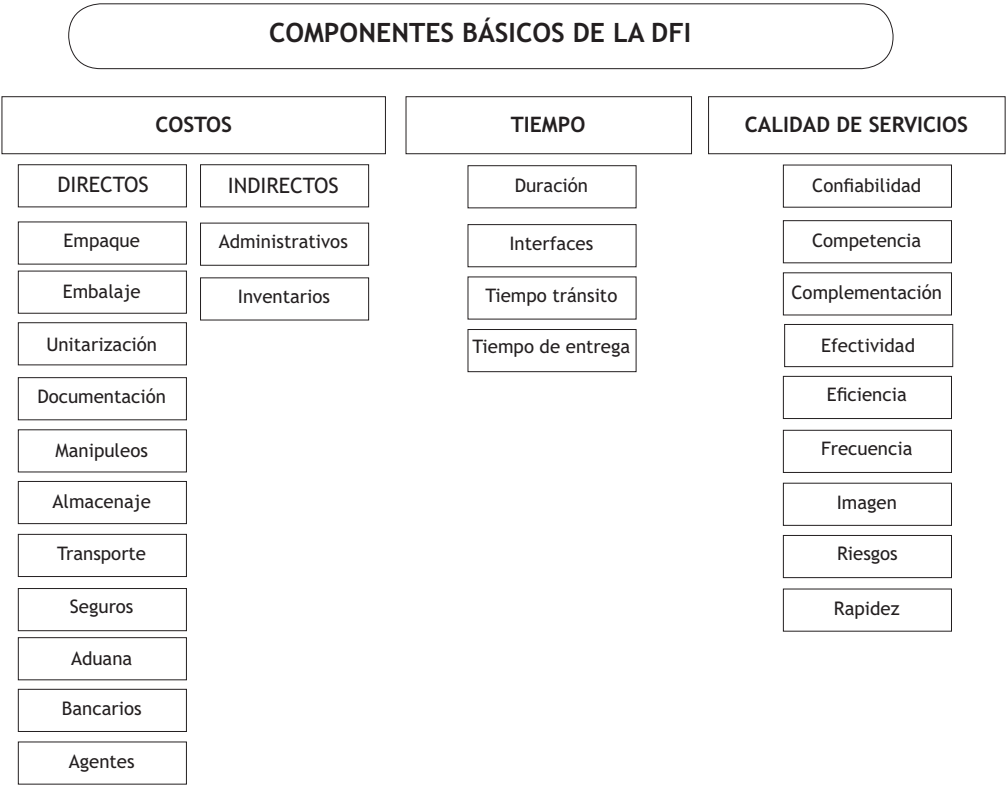 COMPONENTES BÁSICOS DE LA DFI
COSTOS
DIRECTOS
Empaque
Embalaje
Unitarización
Documentación
Manipuleos
Almacenaje
Transporte
Seguros
Aduana
Bancarios
Agentes
INDIRECTOS
Administrativos
Inventarios
TIEMPO
Duración
Interfaces
Tiempo tránsito
Tiempo de entrega
CALIDAD DE SERVICIOS
Confiabilidad
Competencia
Complementación
Efectividad
Eficiencia
Frecuencia
Imagen
Riesgos
Rapidez